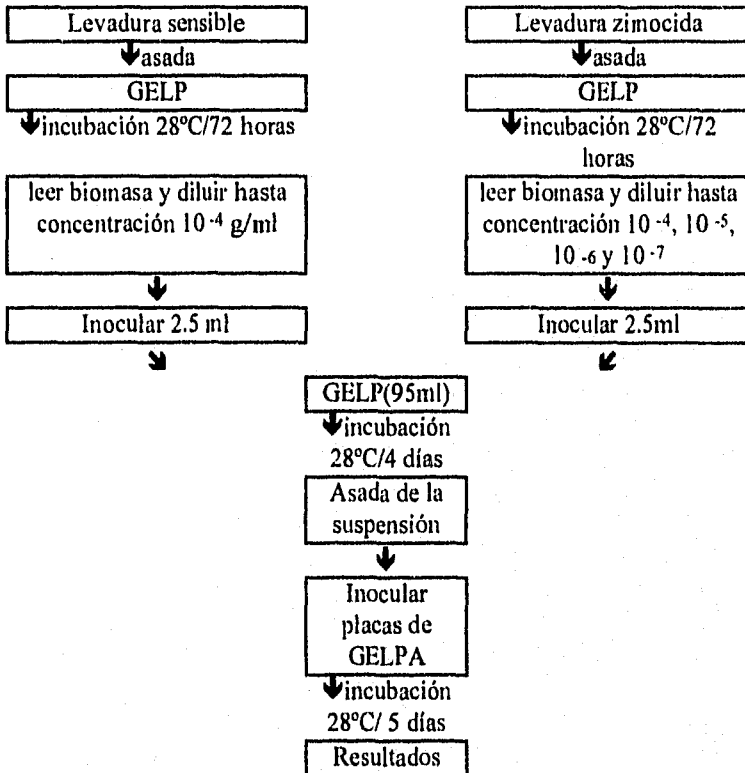 Levadura sensible
asada
GELP
incubación 28ºC/72 horas
leer biomasa y diluir hasta
concentración 10 -4 g/ml
Inocular 2.5 ml
Levadura zimocida
asada
GELP
incubación 28ºC/72
horas
leer biomasa y diluir hasta
concentración 10 -4, 10 -5,
10 -6 y 10 -7
Inocular 2.5ml
GELP(95ml)
incubación
28ºC/4 días
Asada de la
suspensión
Inocular
placas de
GELPA
incubación
28ºC/ 5 días
Resultados